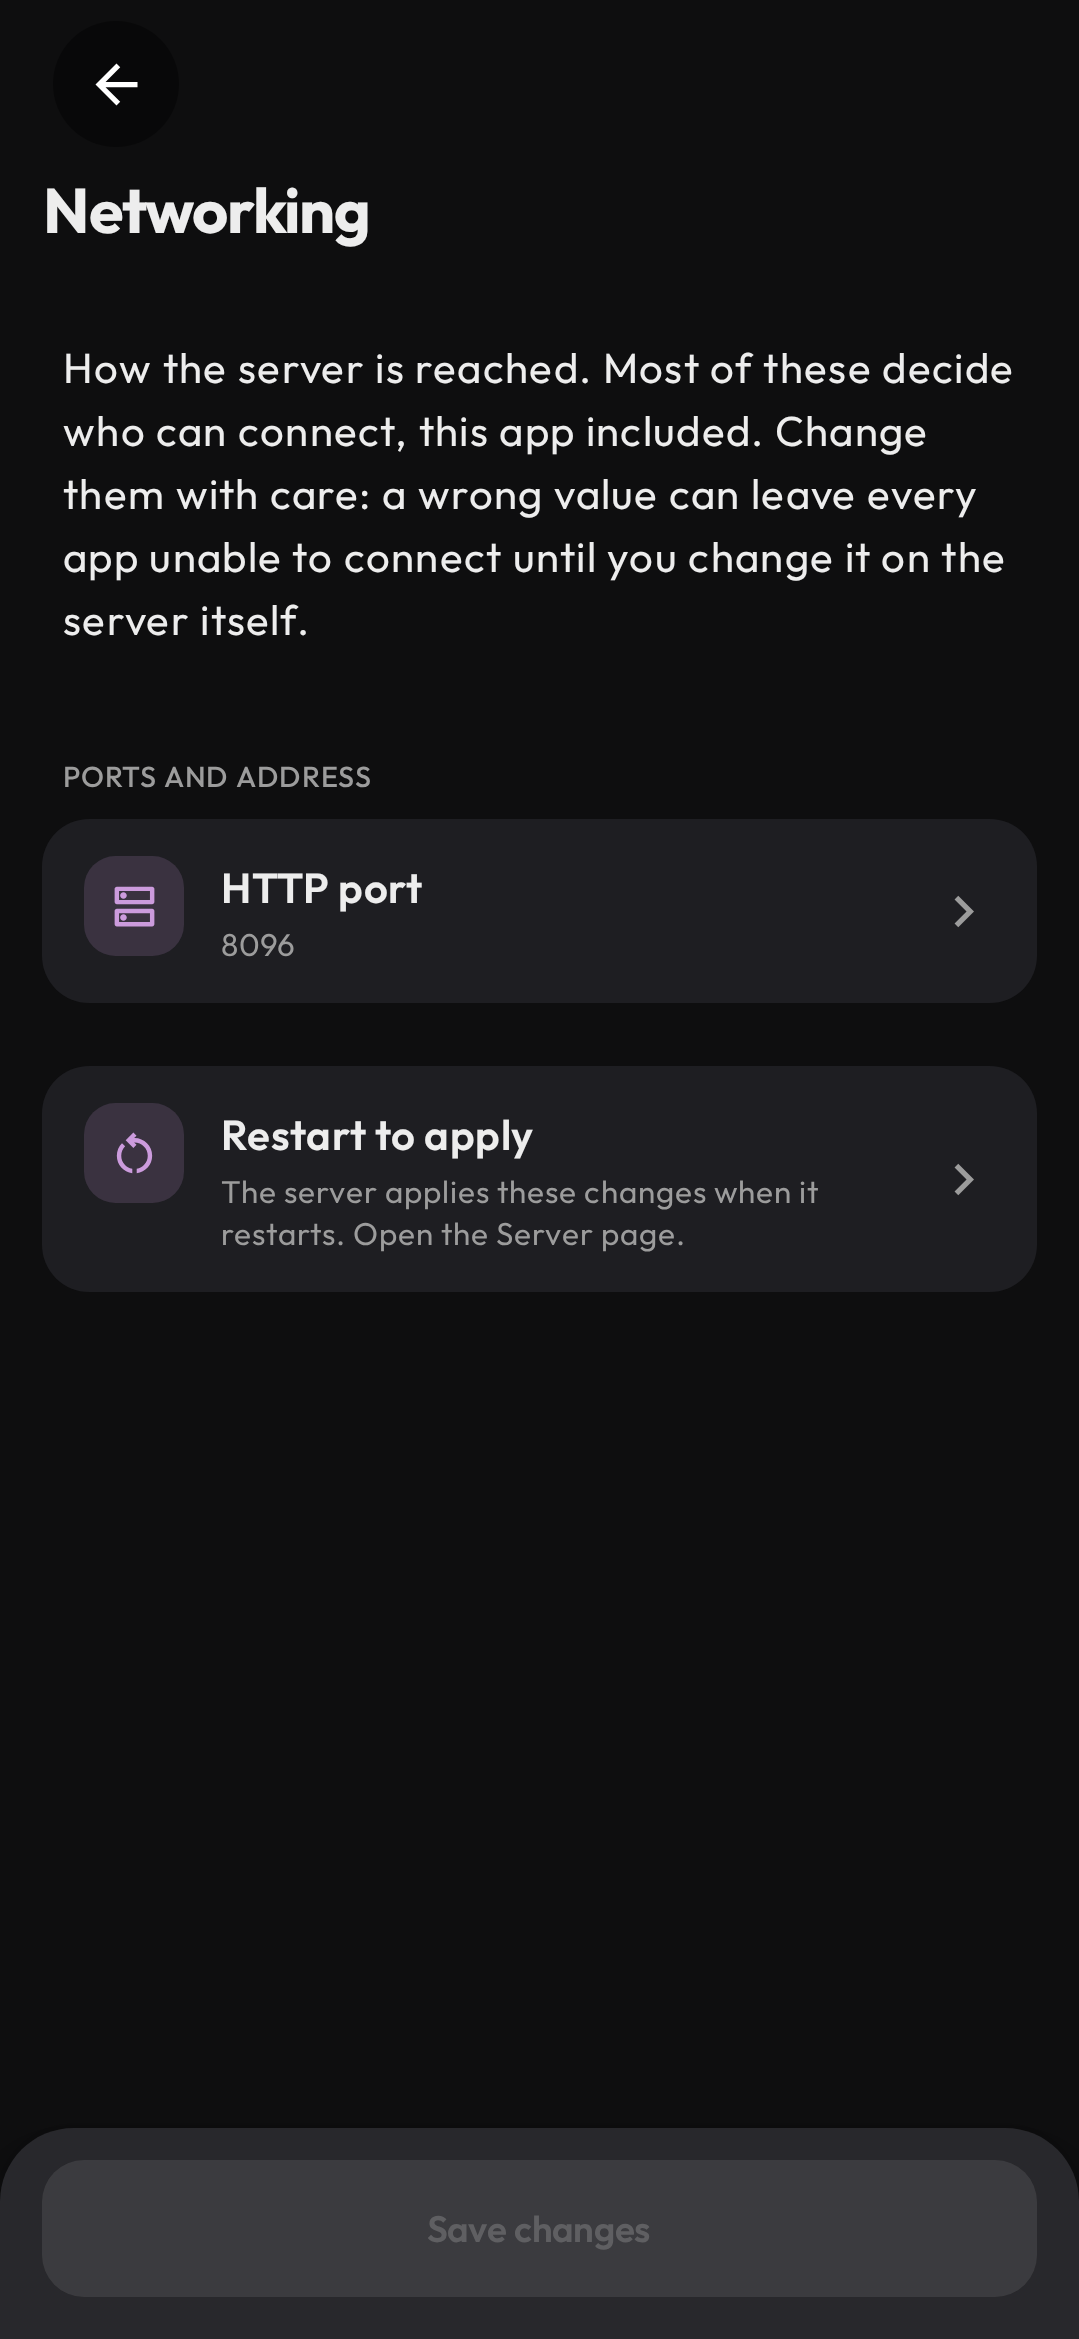 Networking
How the server is reached. Most of these decide
who can connect, this app included. Change
them with care: a wrong value can leave every
app unable to connect until you change it on the
server itself.
PORTS AND ADDRESS
HTTP port
8096
Restart to apply
The server applies these changes when it
restarts. Open the Server page.
Save changes